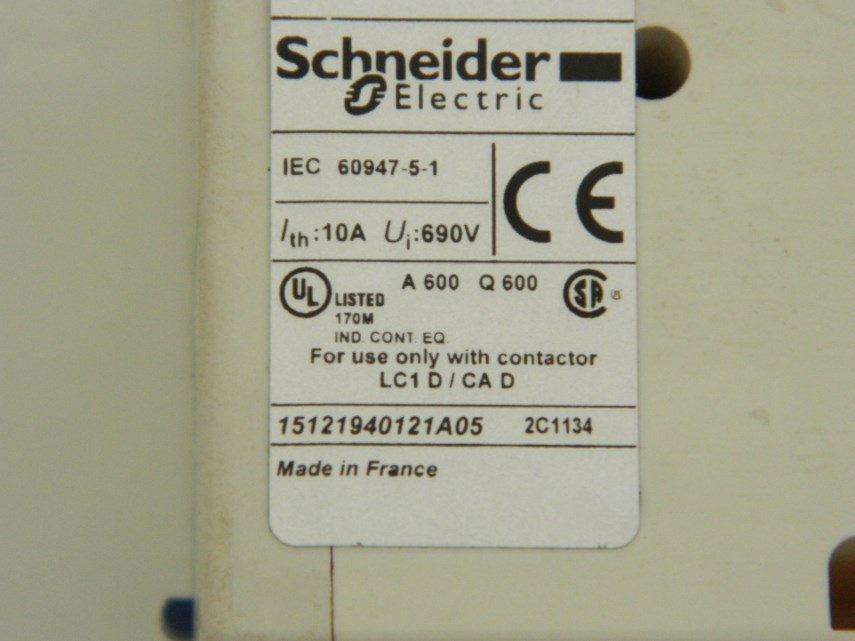 Schneider
Electric
IEC 60947-5-1
CE
Ith:10A Ui:690V
A 600 Q 600
UL LISTED
170M
SA
IND. CONT. EQ.
For use only with contactor
LC1 D / CA D
15121940121A05 2C1134
Made in France